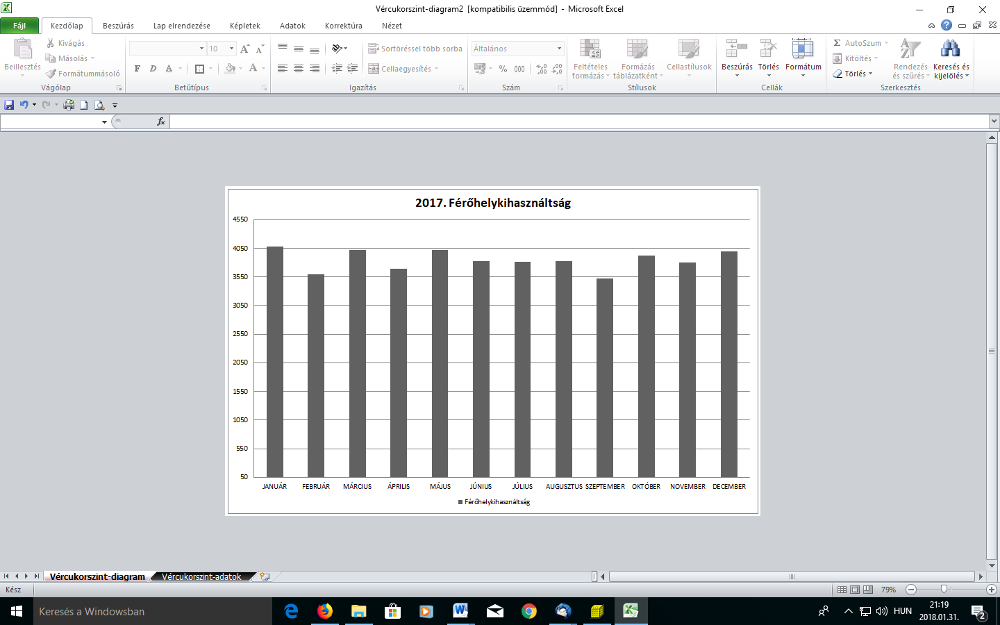 Vércukorszint-diagram2 [kompatibilis üzemmód] - Microsoft Excel
Fájl Kezdőlap Beszúrás Lap elrendezése Képletek Adatok Korrektúra Nézet
Beillesztés
Kivágás
Másolás
Formátummásoló
Vágólap
10
F D A
Betűtípus
Sortöréssel több sorba
Cellaegyesítés
Igazítás
Általános
% 000
Szám
Feltételes formázás
Formázás táblázatként
Cellastílusok
Stílusok
Beszúrás Törlés Formátum
Cellák
AutoSzum
Kitöltés
Törlés
Rendezés és szűrés
Keresés és kijelölés
Szerkesztés
fx
2017. Férőhelykihasználtság
4550
4050
3550
3050
2550
2050
1550
1050
550
50
JANUÁR FEBRUÁR MÁRCIUS ÁPRILIS MÁJUS JÚNIUS JÚLIUS AUGUSZTUS SZEPTEMBER OKTÓBER NOVEMBER DECEMBER
Férőhelykihasználtság
Vércukorszint-diagram Vércukorszint-adatok
Kész
79%
Keresés a Windowsban
HUN
21:19
2018.01.31.
2